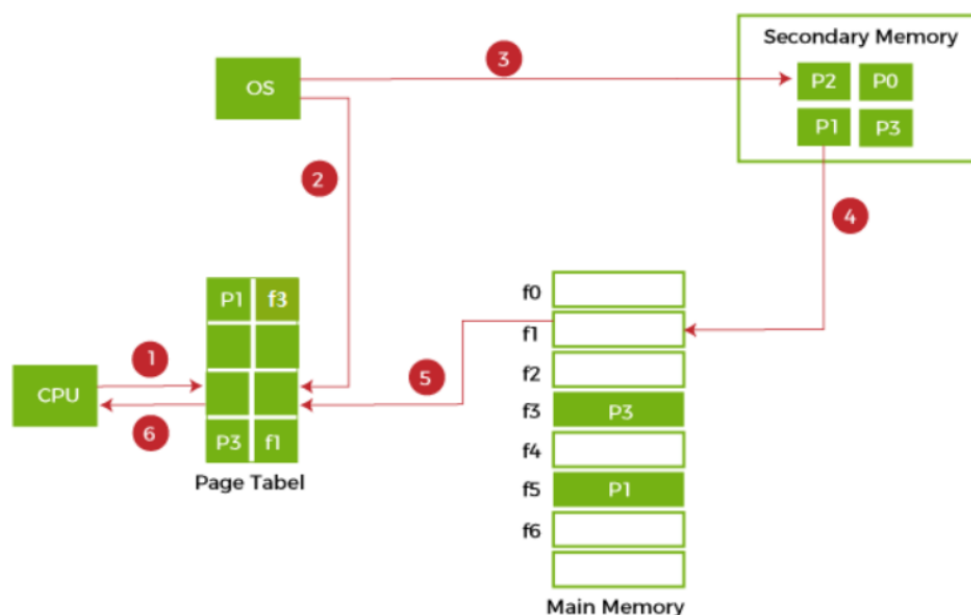 Secondary Memory
OS
3
P2 P0
P1 P3
2
4
P1 f3
f0
f1
1
5
f2
CPU
6
f3 P3
P3 f1
f4
Page Tabel
f5 P1
f6
Main Memory